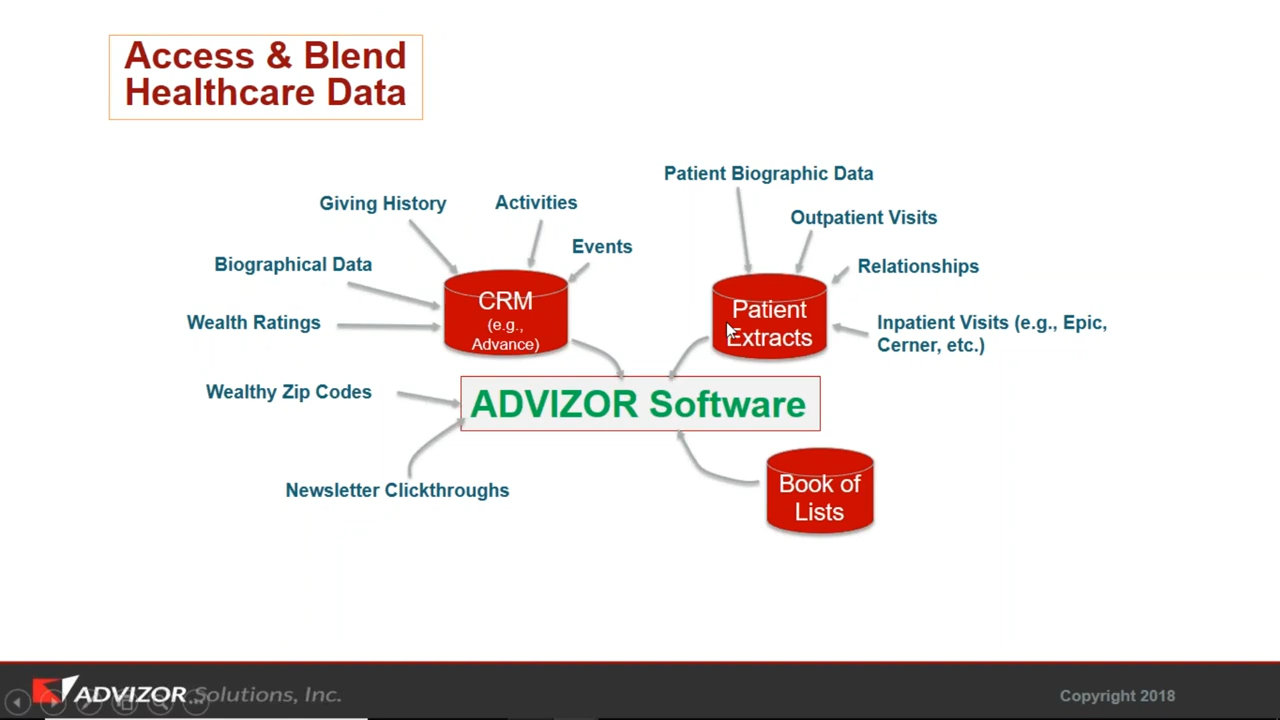 Access & Blend
Healthcare Data
Patient Biographic Data
Giving History
Activities
Outpatient Visits
Events
Biographical Data
Relationships
CRM
(e.g.,
Advance)
Patient
Extracts
Wealth Ratings
Inpatient Visits (e.g., Epic,
Cerner, etc.)
Wealthy Zip Codes
ADVIZOR Software
Newsletter Clickthroughs
Book of
Lists
ADVIZOR Solutions, Inc.
Copyright 2018